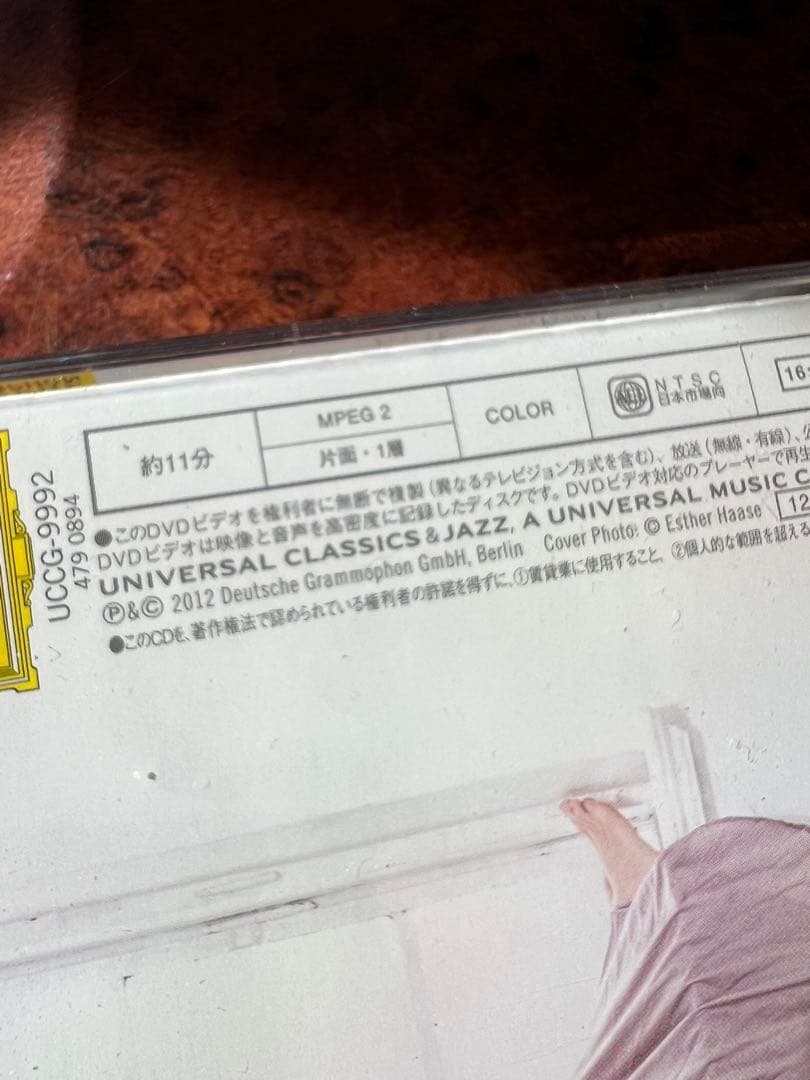 約11分
MPEG 2
片面・1層
COLOR
NTSC
日本市場向
16:
●このDVDビデオを権利者に無断で複製(異なるテレビジョン方式を含む)、放送(無線・有線)、公
DVDビデオは映像と音声を高密度に記録したディスクです。DVDビデオ対応のプレーヤーで再生
UNIVERSAL CLASSICS & JAZZ, A UNIVERSAL MUSIC C
Ⓟ&© 2012 Deutsche Grammophon GmbH, Berlin Cover Photo: © Esther Haase 12
●このCDを、著作権法で認められている権利者の許諾を得ずに、①賃貸業に使用すること、②個人的な範囲を超える
UCCG-9992
479 0894